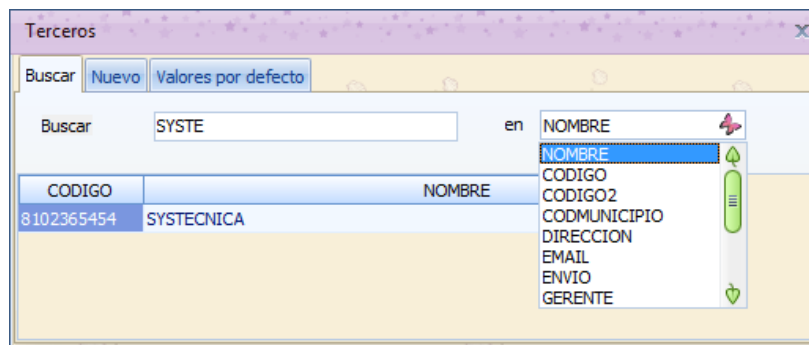 Terceros
Buscar Nuevo Valores por defecto
Buscar SYSTE en NOMBRE
NOMBRE
CODIGO
CODIGO2
CODMUNICIPIO
DIRECCION
EMAIL
ENVIO
GERENTE
CODIGO NOMBRE
8102365454 SYSTECNICA